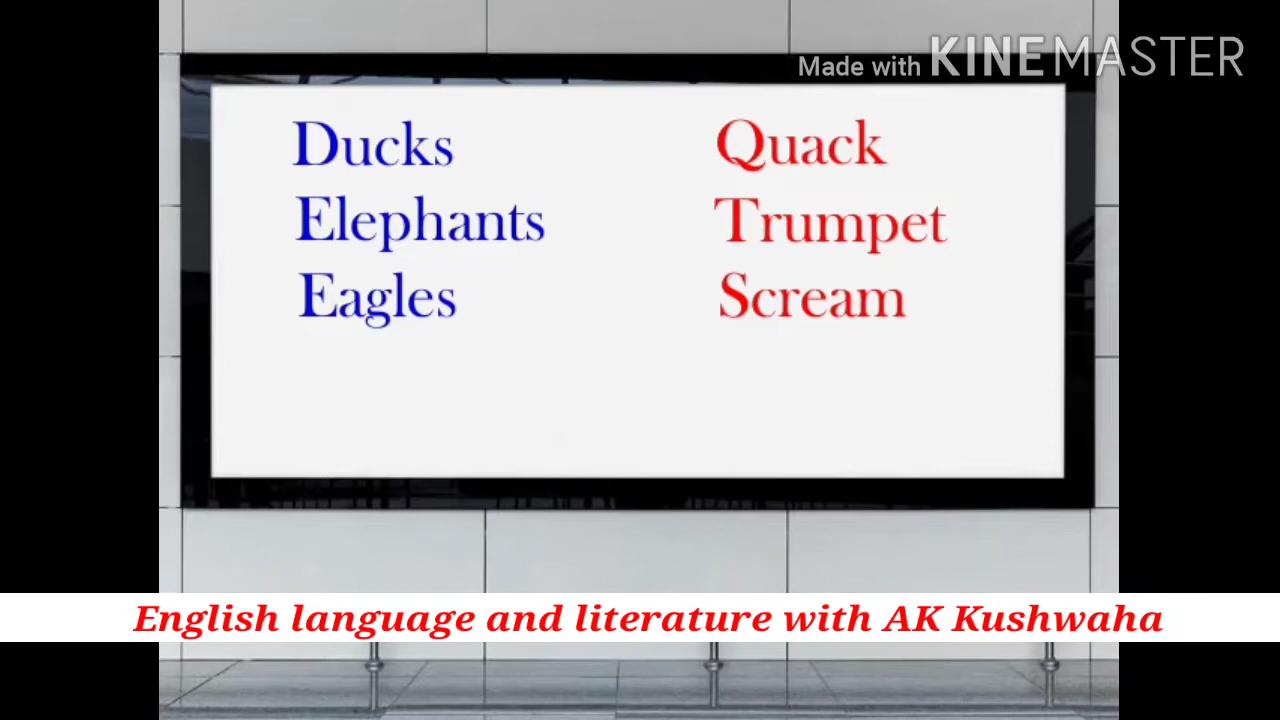 Made with KINEMASTER
Ducks Quack
Elephants Trumpet
Eagles Scream
English language and literature with AK Kushwaha